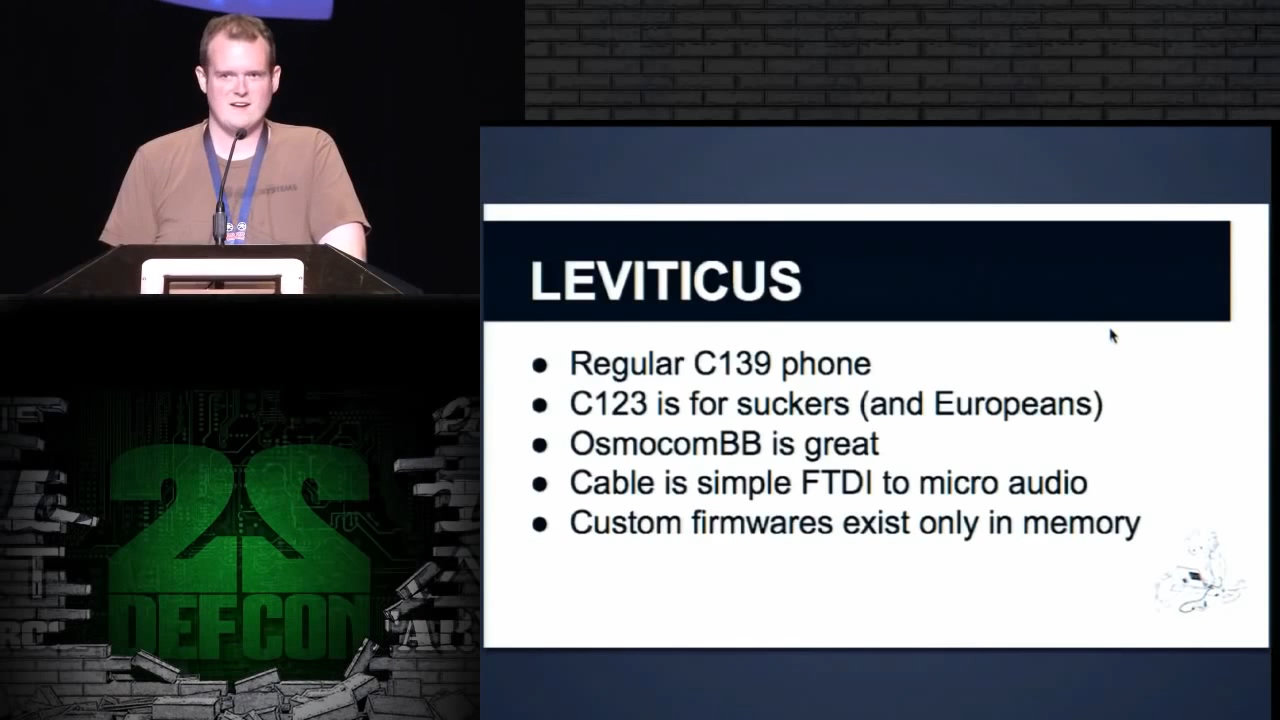 LEVITICUS
● Regular C139 phone
● C123 is for suckers (and Europeans)
● OsmocomBB is great
● Cable is simple FTDI to micro audio
● Custom firmwares exist only in memory
22
DEFCON